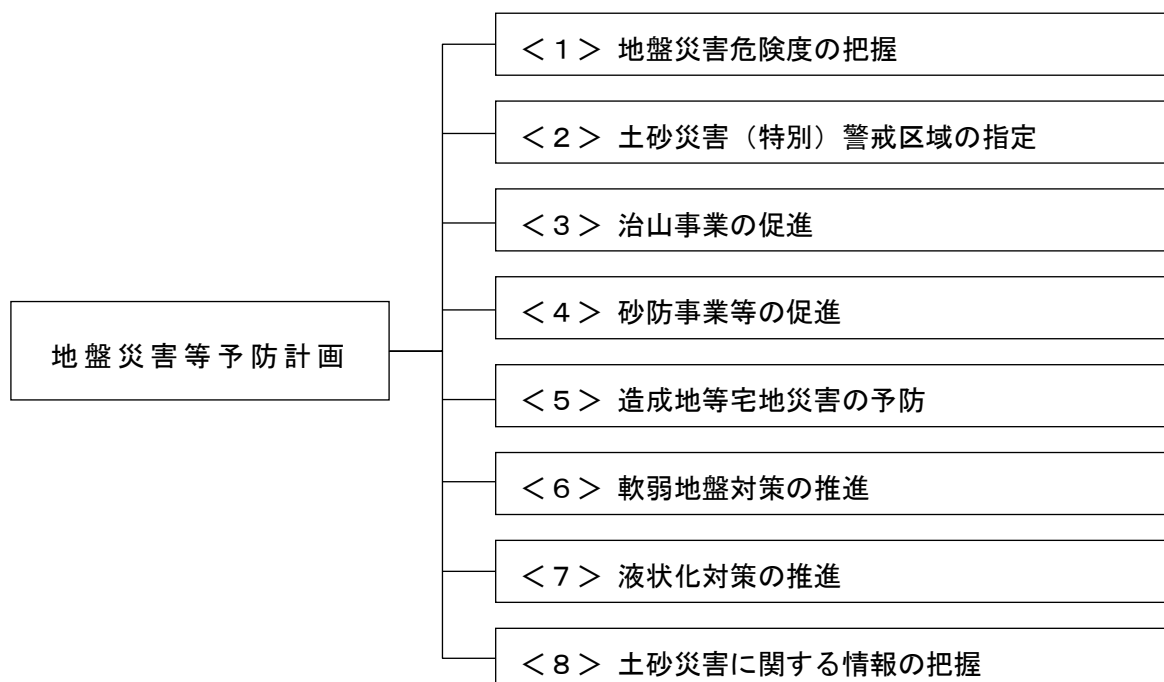 ＜１＞ 地盤災害危険度の把握
＜２＞ 土砂災害（特別）警戒区域の指定
＜３＞ 治山事業の促進
＜４＞ 砂防事業等の促進
地盤災害等予防計画
＜５＞ 造成地等宅地災害の予防
＜６＞ 軟弱地盤対策の推進
＜７＞ 液状化対策の推進
＜８＞ 土砂災害に関する情報の把握